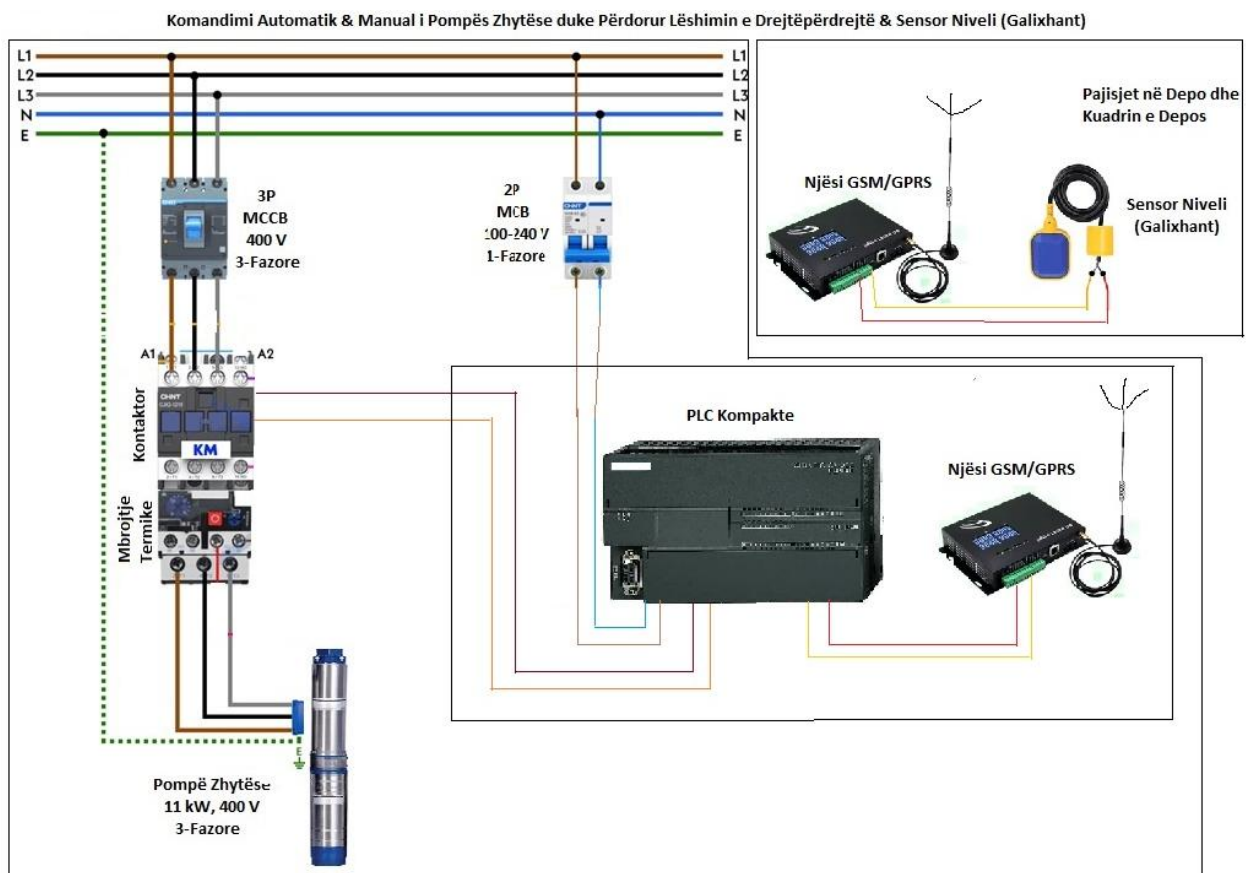 Komandimi Automatik & Manual i Pompës Zhytëse duke Përdorur Lëshimin e Drejtëpërdrejtë & Sensor Niveli (Galixhant)
L1
L2
L3
N
E
L1
L2
L3
N
E
3P
MCCB
400 V
3-Fazore
2P
MCB
100-240 V
1-Fazore
CHNT
Pajisjet në Depo dhe
Kuadrin e Depos
Njësi GSM/GPRS
Sensor Niveli
(Galixhant)
A1
A2
Kontaktor
CHNT
KM
Mbrojtje
Termike
PLC Kompakte
Njësi GSM/GPRS
E
Pompë Zhytëse
11 kW, 400 V
3-Fazore